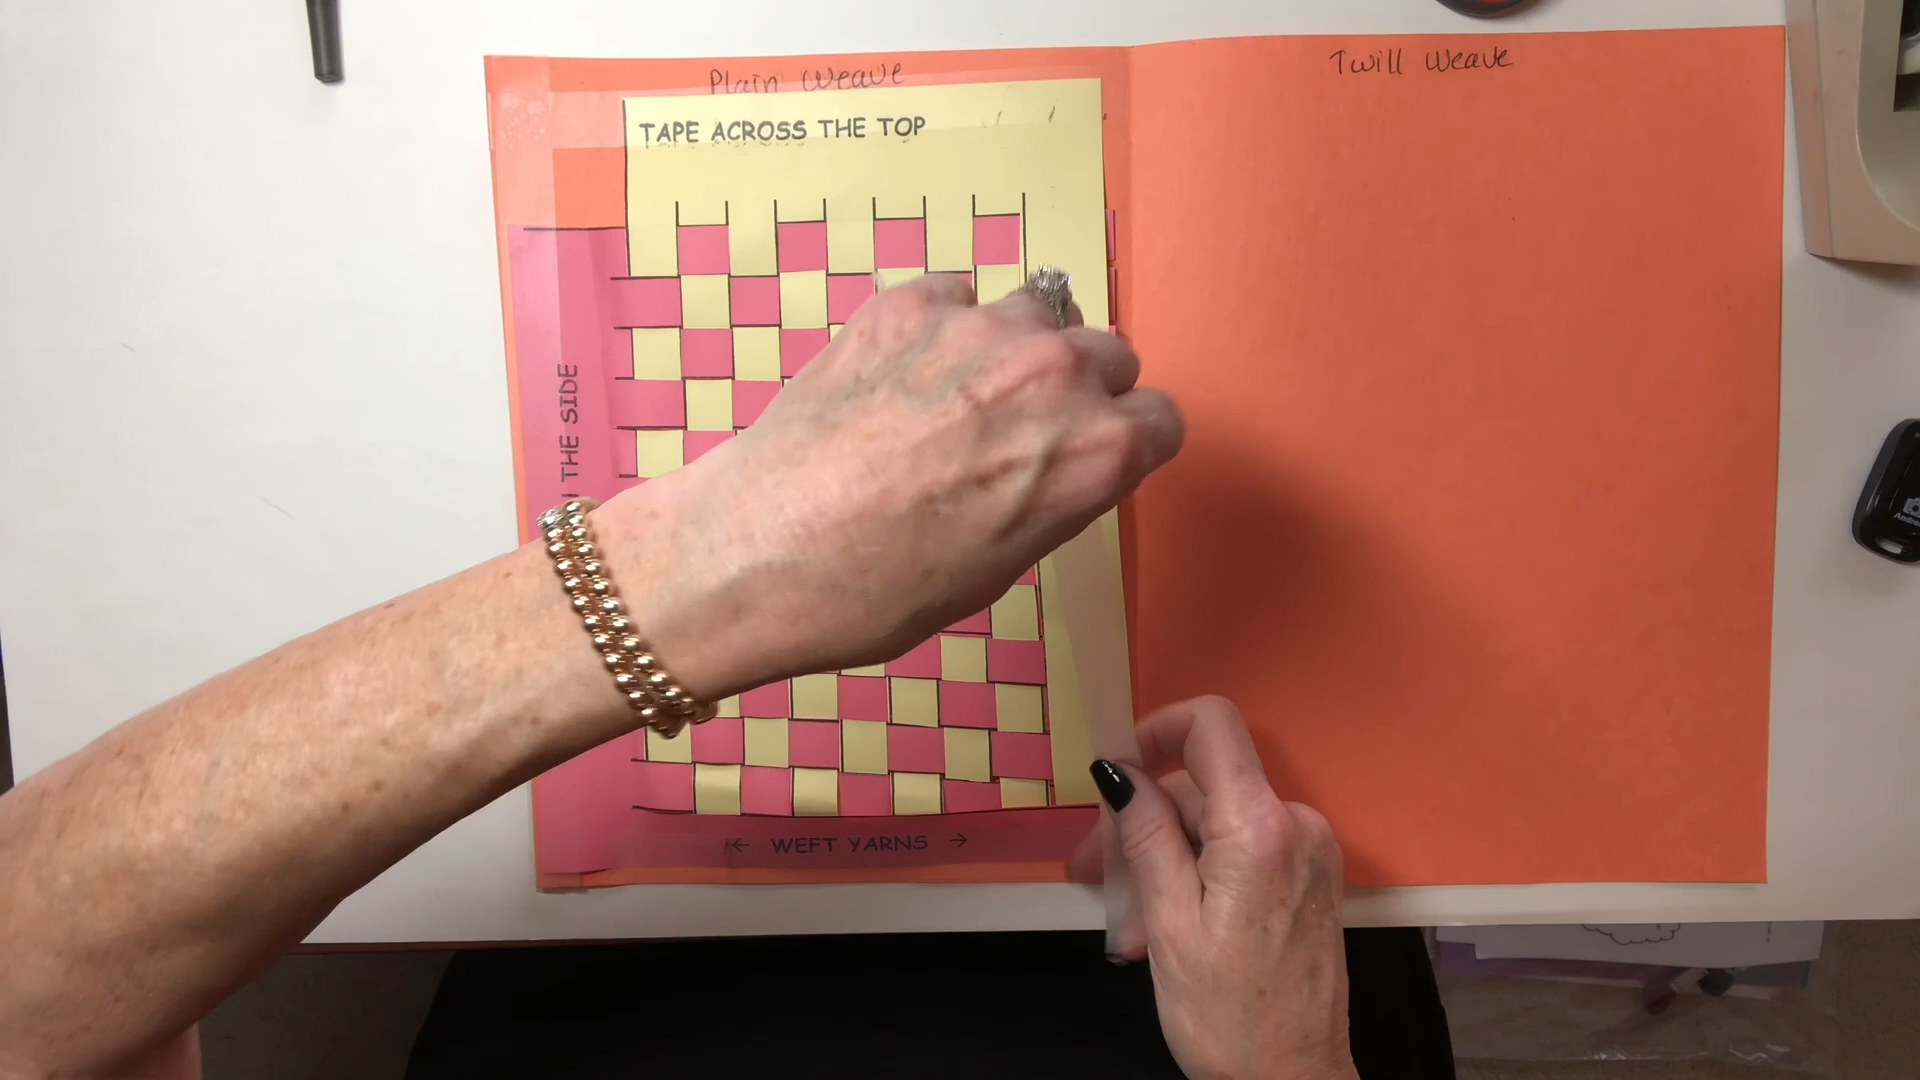 Plain Weave
Twill Weave
TAPE ACROSS THE TOP
THE SIDE
← WEFT YARNS →